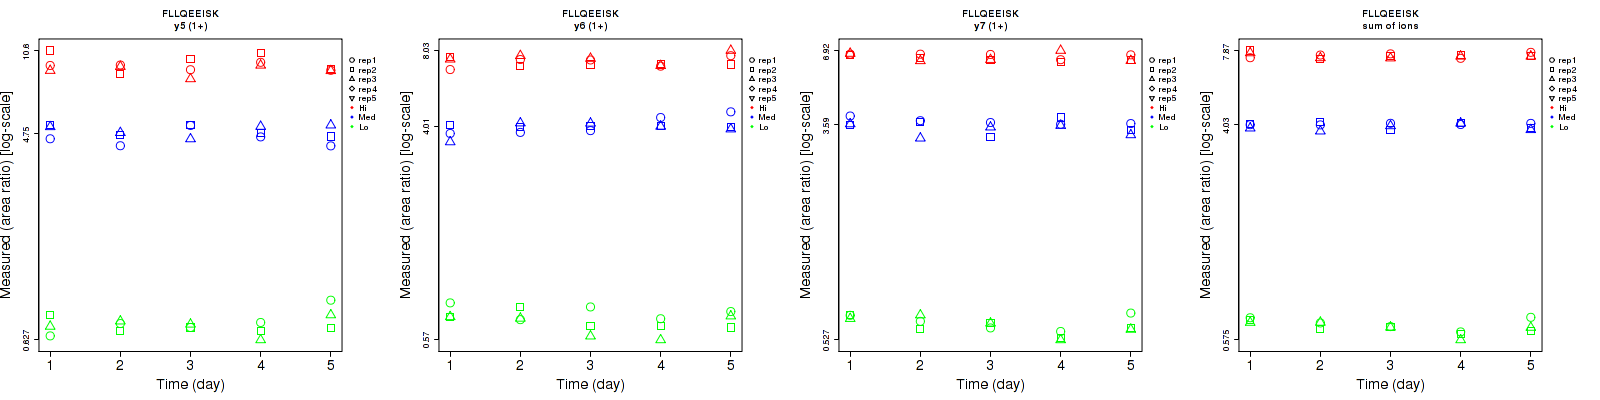 FLLQEEISK
y5 (1+)
Measured (area ratio) [log-scale]
10.6
4.75
0.627
1 2 3 4 5
Time (day)
rep1
rep2
rep3
rep4
rep5
Hi
Med
Lo
FLLQEEISK
y6 (1+)
Measured (area ratio) [log-scale]
8.03
4.01
0.57
1 2 3 4 5
Time (day)
rep1
rep2
rep3
rep4
rep5
Hi
Med
Lo
FLLQEEISK
y7 (1+)
Measured (area ratio) [log-scale]
6.92
3.59
0.527
1 2 3 4 5
Time (day)
rep1
rep2
rep3
rep4
rep5
Hi
Med
Lo
FLLQEEISK
sum of ions
Measured (area ratio) [log-scale]
7.87
4.03
0.575
1 2 3 4 5
Time (day)
rep1
rep2
rep3
rep4
rep5
Hi
Med
Lo